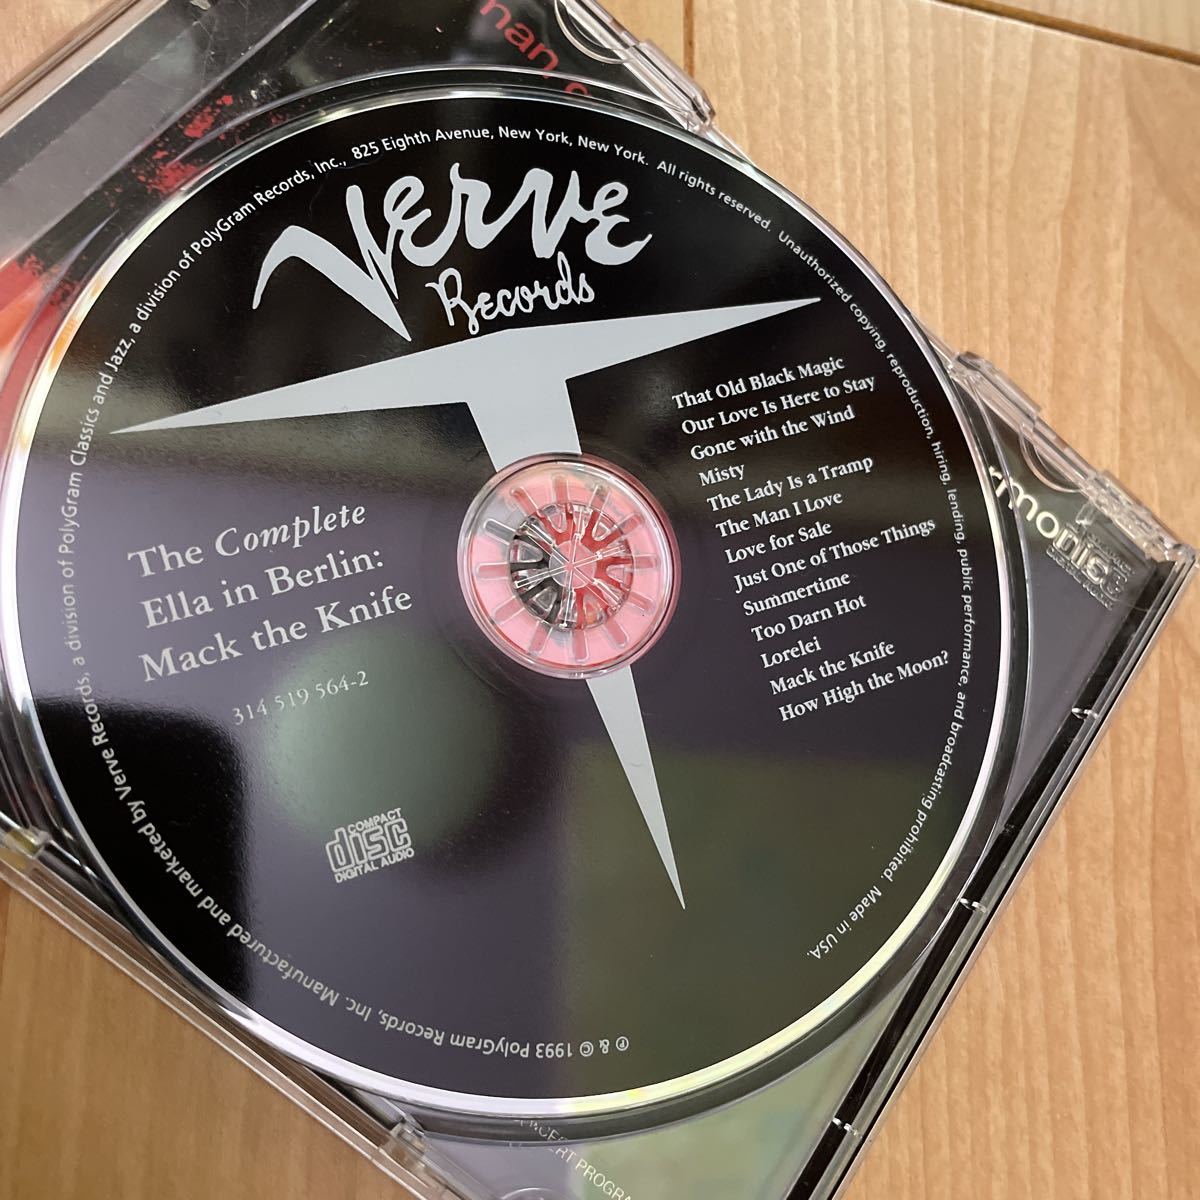 Verve
Records
That Old Black Magic
Our Love Is Here to Stay
Gone with the Wind
Misty
The Lady Is a Tramp
The Man I Love
Love for Sale
Just One of Those Things
Summertime
Too Darn Hot
Lorelei
Mack the Knife
How High the Moon?
The Complete
Ella in Berlin:
Mack the Knife
314 519 564-2
COMPACT
disc
DIGITAL AUDIO
℗ & © 1993 PolyGram Records, Inc. Manufactured and marketed by Verve Records, a division of PolyGram Classics and Jazz, a division of PolyGram Records, Inc., 825 Eighth Avenue, New York, New York. All rights reserved. Unauthorized copying, reproduction, hiring, lending, public performance, and broadcasting prohibited. Made in USA.